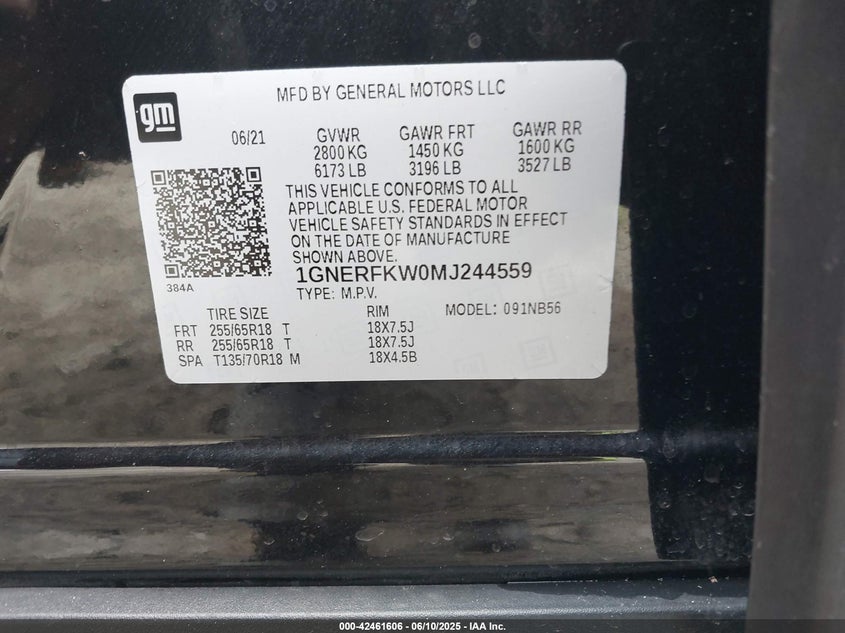 MFD BY GENERAL MOTORS LLC
gm
06/21 GVWR GAWR FRT GAWR RR
2800 KG 1450 KG 1600 KG
6173 LB 3196 LB 3527 LB
THIS VEHICLE CONFORMS TO ALL
APPLICABLE U.S. FEDERAL MOTOR
VEHICLE SAFETY STANDARDS IN EFFECT
ON THE DATE OF MANUFACTURE
SHOWN ABOVE.
1GNERFKW0MJ244559
384A
TYPE: M.P.V.
TIRE SIZE RIM MODEL: 091NB56
FRT 255/65R18 T 18X7.5J
RR 255/65R18 T 18X7.5J
SPA T135/70R18 M 18X4.5B
000-42461606 - 06/10/2025 - IAA Inc.